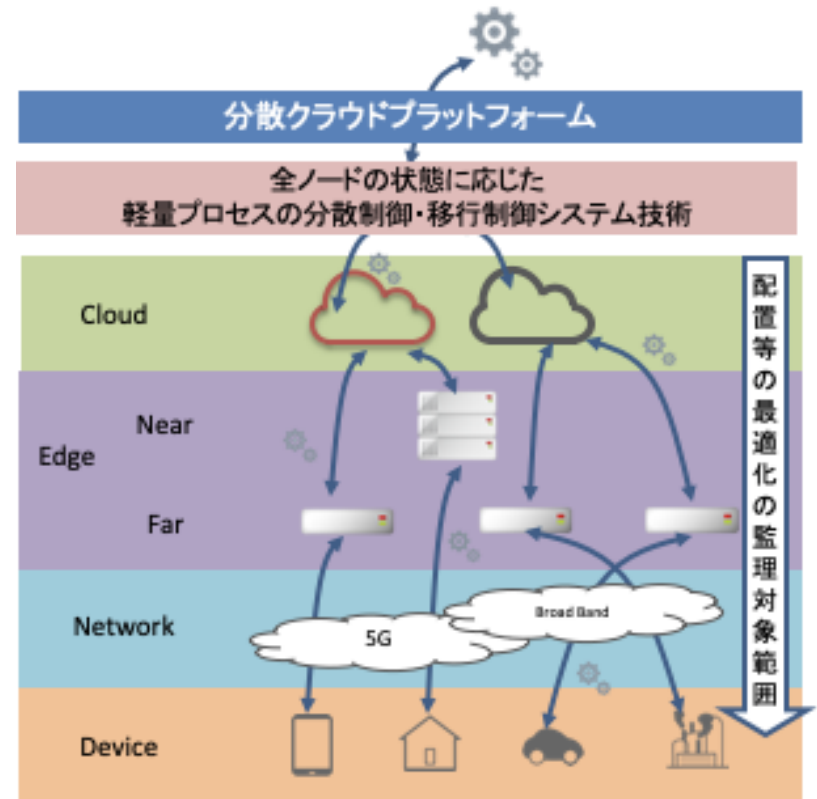 分散クラウドプラットフォーム
全ノードの状態に応じた
軽量プロセスの分散制御・移行制御システム技術
Cloud
Near
Edge
Far
Network
5G
Broad Band
Device
配置等の最適化の監理対象範囲